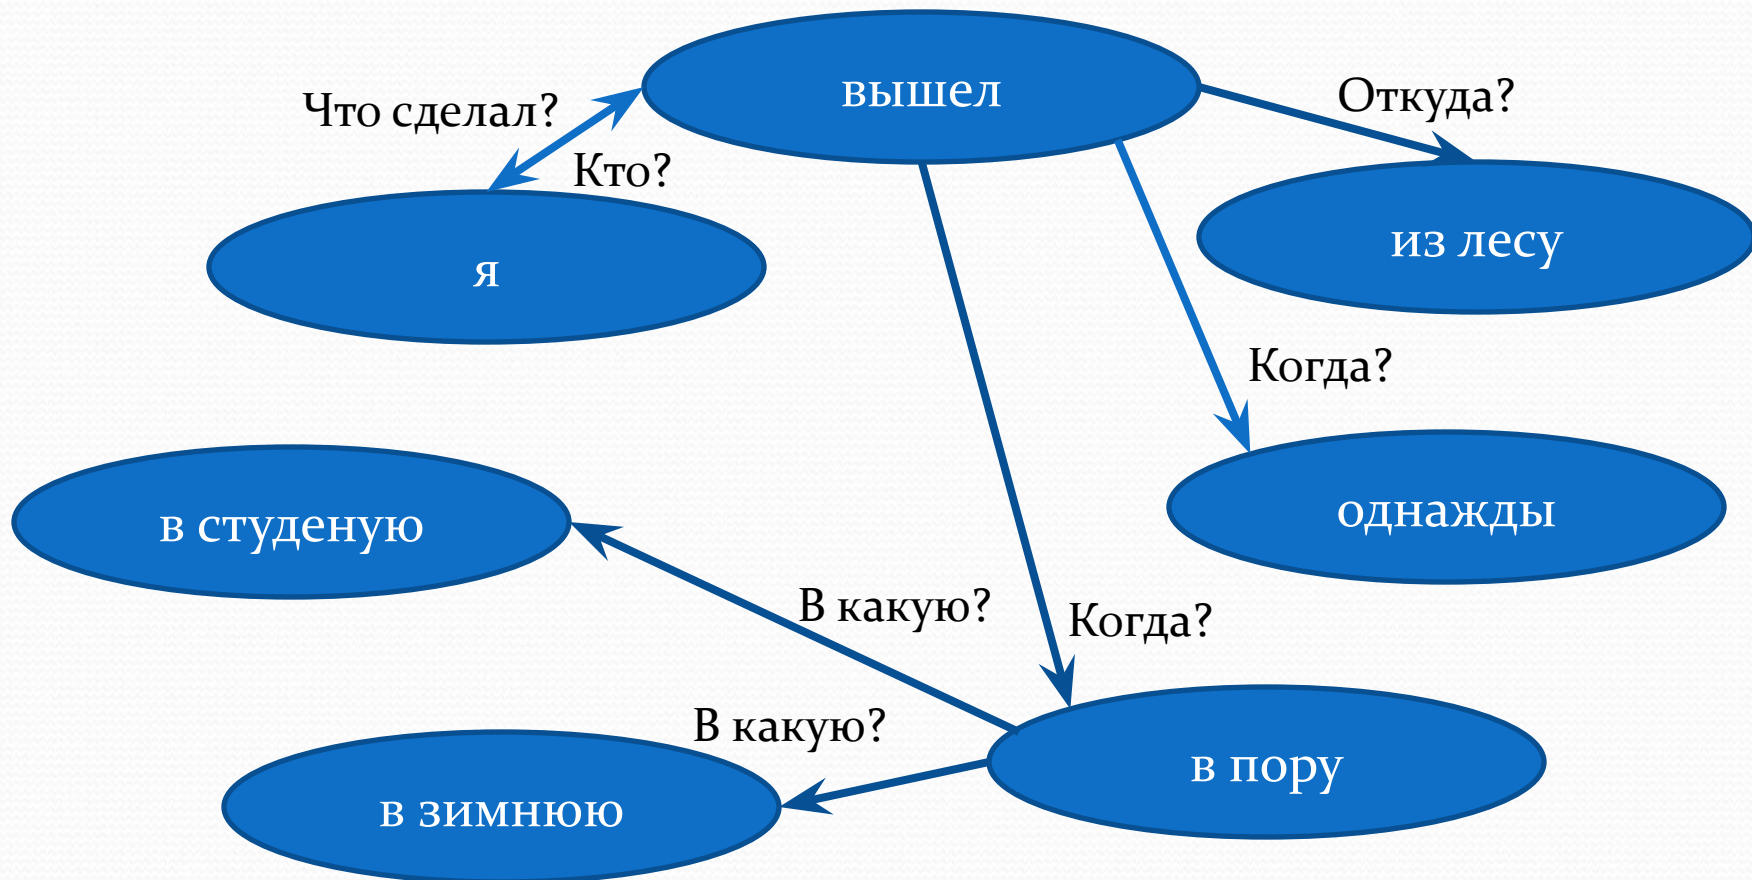 вышел
Что сделал?
Откуда?
Кто?
из лесу
я
Когда?
однажды
в студеную
В какую?
Когда?
В какую?
в пору
в зимнюю